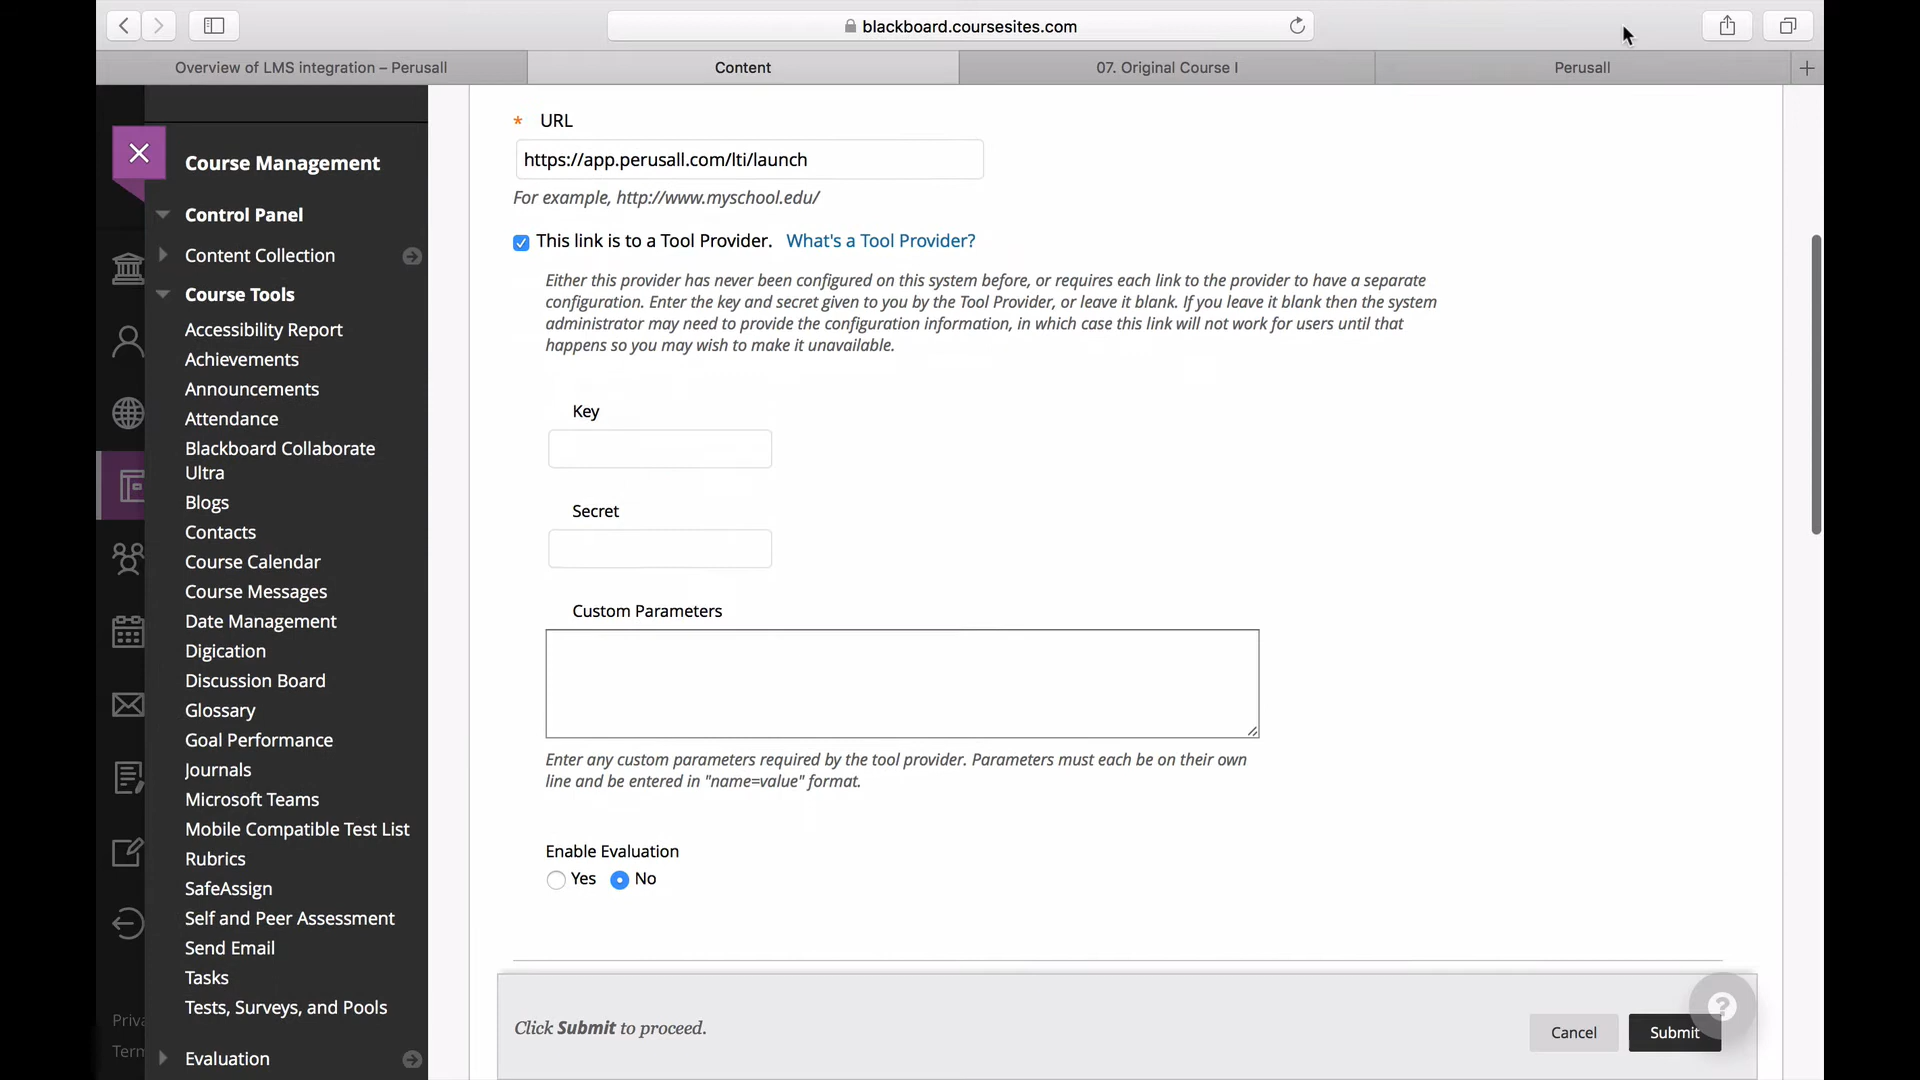 blackboard.coursesites.com
Overview of LMS integration – Perusall
Content
07. Original Course I
Perusall
Course Management
Control Panel
Content Collection
Course Tools
Accessibility Report
Achievements
Announcements
Attendance
Blackboard Collaborate
Ultra
Blogs
Contacts
Course Calendar
Course Messages
Date Management
Digication
Discussion Board
Glossary
Goal Performance
Journals
Microsoft Teams
Mobile Compatible Test List
Rubrics
SafeAssign
Self and Peer Assessment
Send Email
Tasks
Tests, Surveys, and Pools
Evaluation
Priva
Term
* URL
https://app.perusall.com/lti/launch
For example, http://www.myschool.edu/
This link is to a Tool Provider. What's a Tool Provider?
Either this provider has never been configured on this system before, or requires each link to the provider to have a separate
configuration. Enter the key and secret given to you by the Tool Provider, or leave it blank. If you leave it blank then the system
administrator may need to provide the configuration information, in which case this link will not work for users until that
happens so you may wish to make it unavailable.
Key
Secret
Custom Parameters
Enter any custom parameters required by the tool provider. Parameters must each be on their own
line and be entered in "name=value" format.
Enable Evaluation
Yes No
Click Submit to proceed.
Cancel
Submit
?